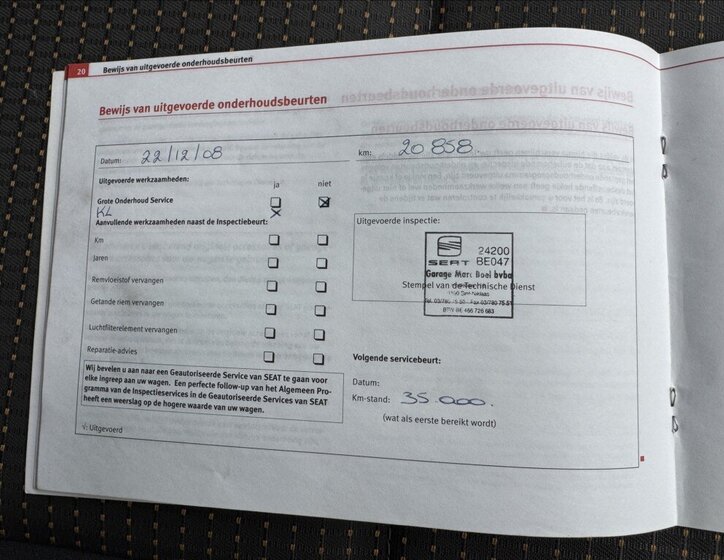 20 Bewijs van uitgevoerde onderhoudsbeurten
Bewijs van uitgevoerde onderhoudsbeurten
Datum: 22/12/08 km: 20 858.
Uitgevoerde werkzaamheden:
ja niet
Grote Onderhoud Service
KL
Aanvullende werkzaamheden naast de Inspectiebeurt:
Km
Jaren
Remvloeistof vervangen
Getande riem vervangen
Luchtfilterelement vervangen
Reparatie-advies
Wij bevelen u aan naar een Geautoriseerde Service van SEAT te gaan voor
elke ingreep aan uw wagen. Een perfecte follow-up van het Algemeen Pro-
gramma van de Inspectieservices in de Geautoriseerde Services van SEAT
heeft een weerslag op de hogere waarde van uw wagen.
√: Uitgevoerd
Uitgevoerde inspectie:
24200
SEAT BE047
Garage Marc Boel bvba
Stempel van de Technische Dienst
Volgende servicebeurt:
Datum:
Km-stand: 35.000.
(wat als eerste bereikt wordt)